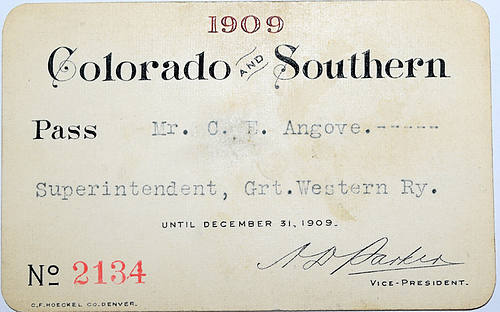 1909
Colorado AND Southern
Pass Mr. C. E. Angove.-----
Superintendent, Grt.Western Ry.
UNTIL DECEMBER 31, 1909.
A D Parker
No 2134 VICE-PRESIDENT.
C.F. HOECKEL CO. DENVER.